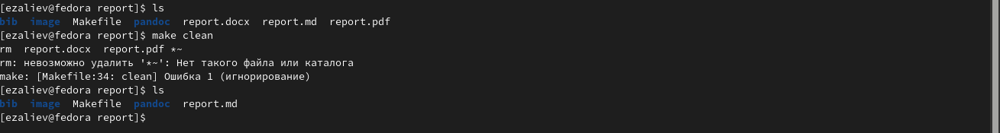 [ezaliev@fedora report]$ ls
bib  image  Makefile  pandoc  report.docx  report.md  report.pdf
[ezaliev@fedora report]$ make clean
rm  report.docx  report.pdf *~
rm: невозможно удалить '*~': Нет такого файла или каталога
make: [Makefile:34: clean] Ошибка 1 (игнорирование)
[ezaliev@fedora report]$ ls
bib  image  Makefile  pandoc  report.md
[ezaliev@fedora report]$